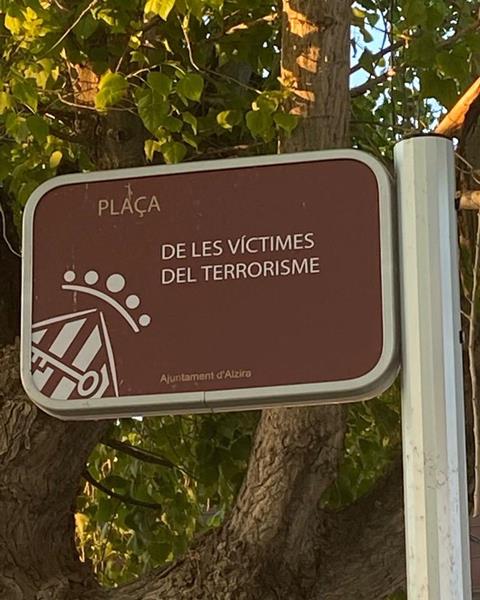 PLAÇA
DE LES VÍCTIMES
DEL TERRORISME
Ajuntament d'Alzira